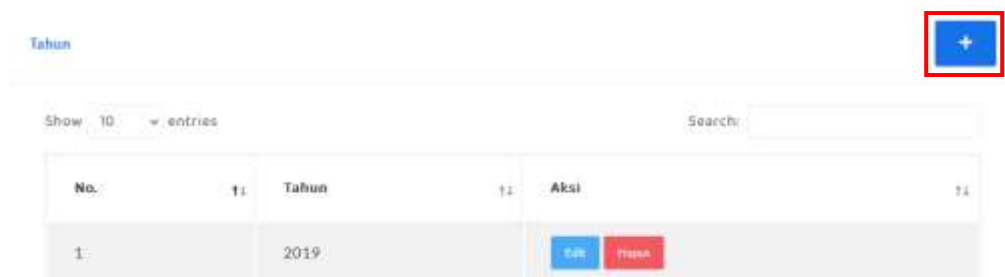 Tahun +
Show 10 entries Search:
No. Tahun Aksi
1 2019 Edit Hapus